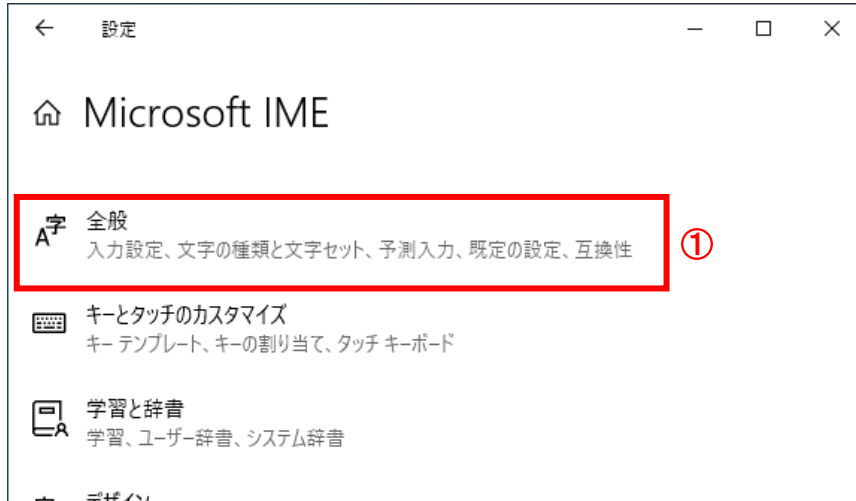 設定
Microsoft IME
全般
入力設定、文字の種類と文字セット、予測入力、既定の設定、互換性
①
キーとタッチのカスタマイズ
キー テンプレート、キーの割り当て、タッチ キーボード
学習と辞書
学習、ユーザー辞書、システム辞書
デザイン